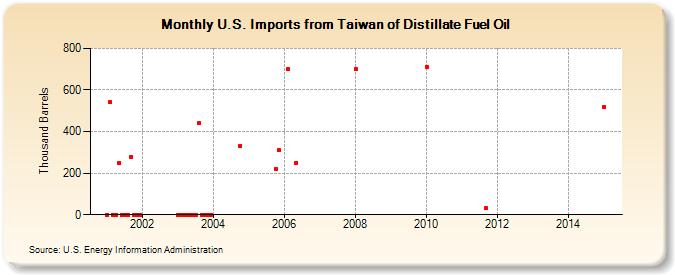 Monthly U.S. Imports from Taiwan of Distillate Fuel Oil
Thousand Barrels
800
600
400
200
0
2002 2004 2006 2008 2010 2012 2014
Source: U.S. Energy Information Administration